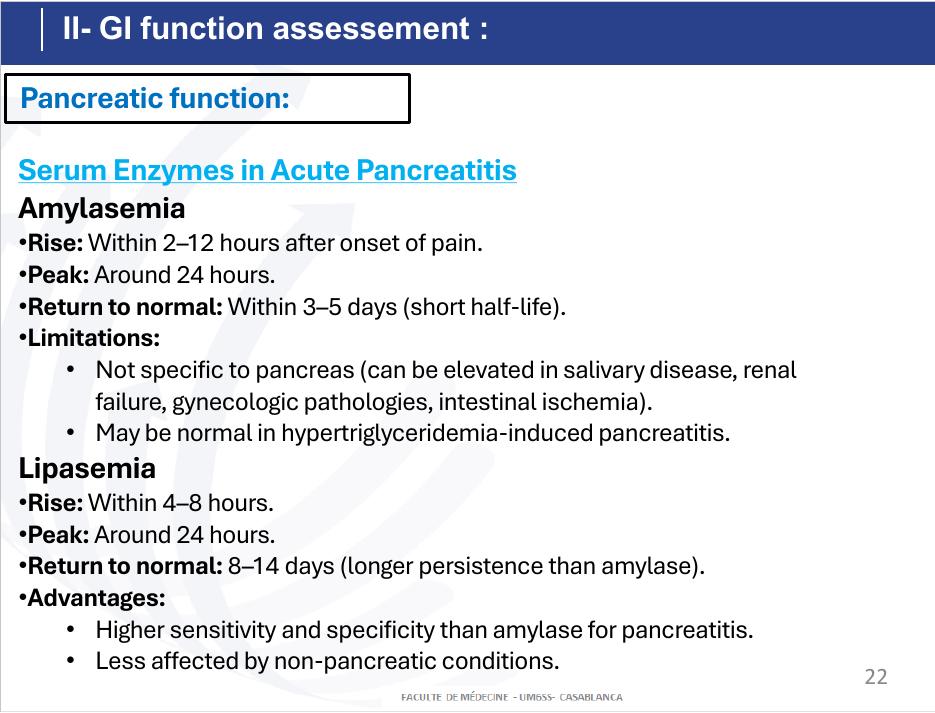 II- GI function assessement :
Pancreatic function:
Serum Enzymes in Acute Pancreatitis
Amylasemia
•Rise: Within 2–12 hours after onset of pain.
•Peak: Around 24 hours.
•Return to normal: Within 3–5 days (short half-life).
•Limitations:
• Not specific to pancreas (can be elevated in salivary disease, renal
failure, gynecologic pathologies, intestinal ischemia).
• May be normal in hypertriglyceridemia-induced pancreatitis.
Lipasemia
•Rise: Within 4–8 hours.
•Peak: Around 24 hours.
•Return to normal: 8–14 days (longer persistence than amylase).
•Advantages:
• Higher sensitivity and specificity than amylase for pancreatitis.
• Less affected by non-pancreatic conditions.
22
FACULTE DE MÉDECINE - UM6SS- CASABLANCA